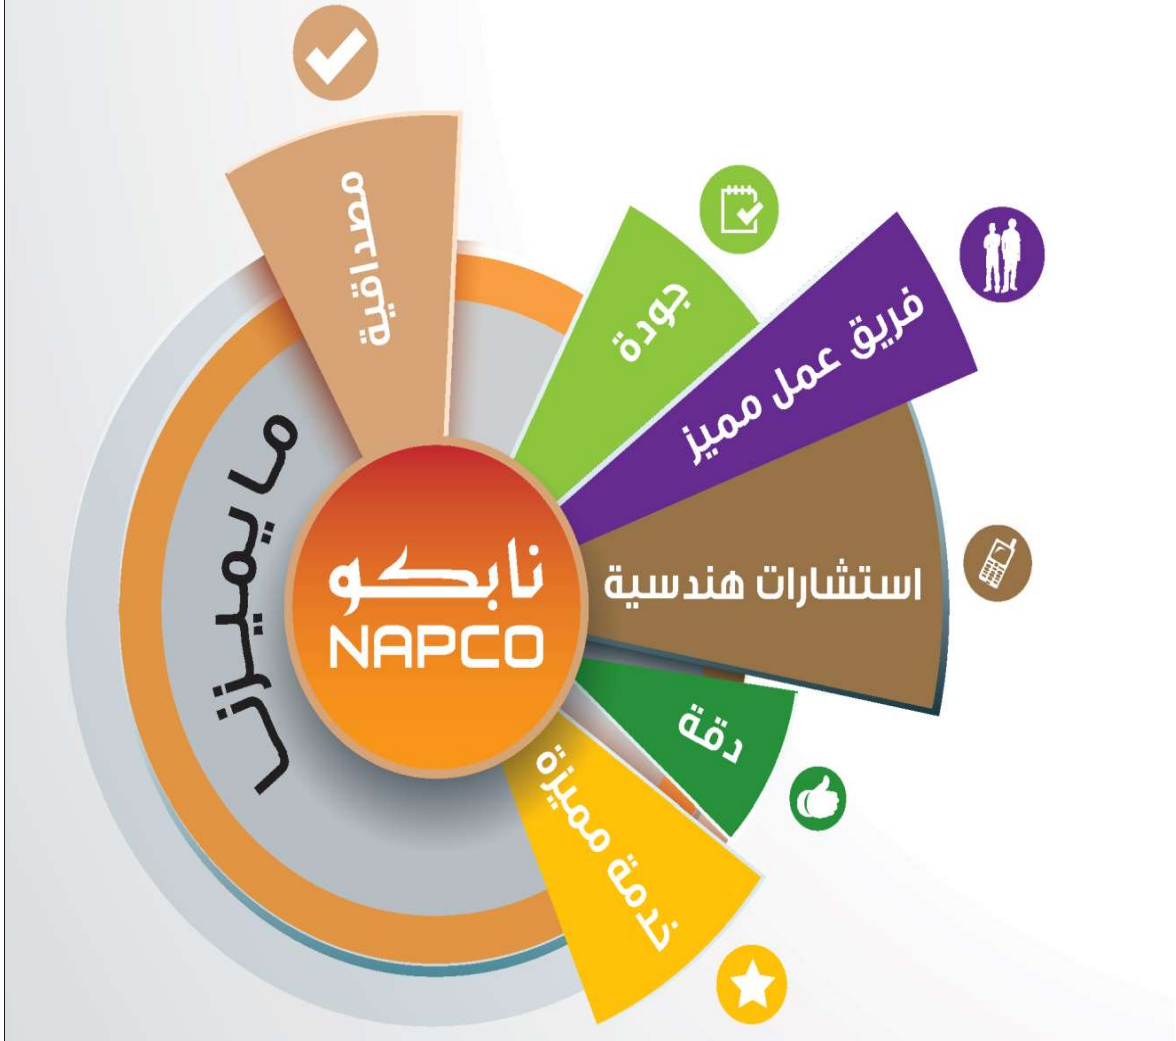 ما يميزنا
نابكو
NAPCO
مصداقية
جودة
فريق عمل مميز
استشارات هندسية
دقة
خدمة مميزة